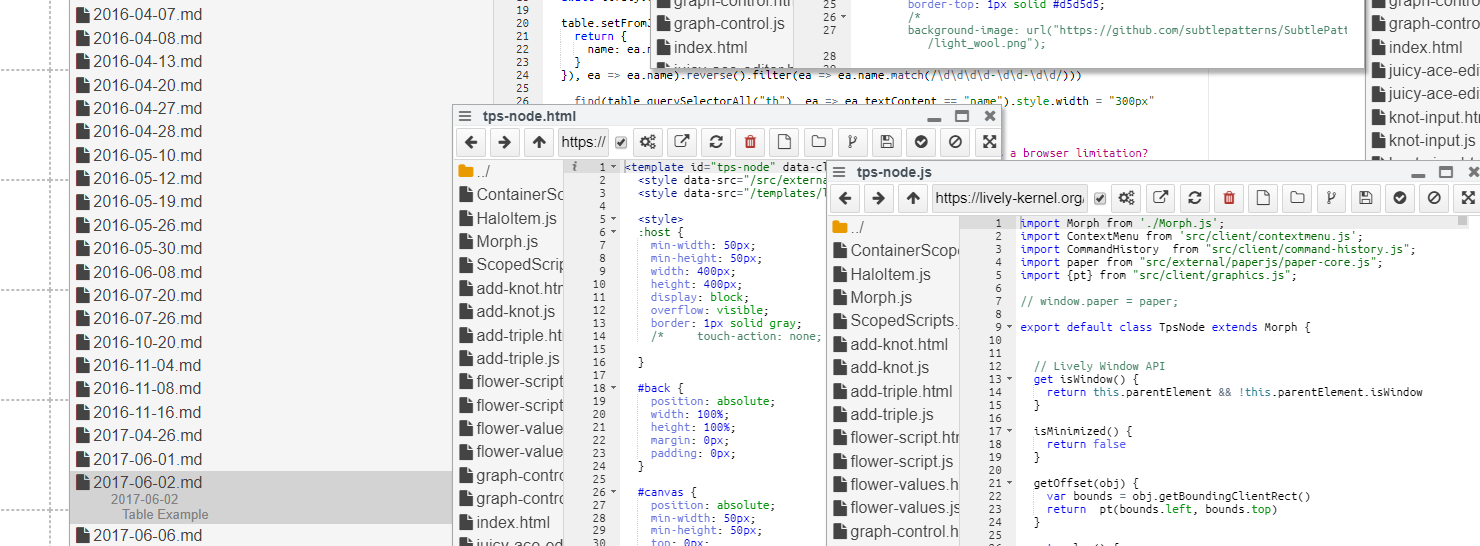 2016-04-07.md
2016-04-08.md
2016-04-13.md
2016-04-20.md
2016-04-27.md
2016-04-28.md
2016-05-10.md
2016-05-12.md
2016-05-19.md
2016-05-26.md
2016-05-30.md
2016-06-08.md
2016-07-20.md
2016-07-26.md
2016-10-20.md
2016-11-04.md
2016-11-08.md
2016-11-16.md
2017-04-26.md
2017-06-01.md
2017-06-02.md
2017-06-02
Table Example
2017-06-06.md
19
20 table.setFromJ
21 return {
22 name: ea.n
23 }
24 }), ea => ea.name).reverse().filter(ea => ea.name.match(/\d\d\d\d-\d\d-\d\d/)))
25
26 find(table.querySelectorAll("th"), ea => ea.textContent == "name").style.width = "300px"
a browser limitation?
graph-control.htm
graph-control.js
index.html
juicy-ace-editor.h
25 border-top: 1px solid #d5d5d5;
26 /*
27 background-image: url("https://github.com/subtlepatterns/SubtlePatt
/light_wool.png");
28
29
graph-control.htm
graph-control.js
index.html
juicy-ace-edi
juicy-ace-edi
knot-input.ht
knot-input.js
tps-node.html
https://
../
ContainerSco
HaloItem.js
Morph.js
ScopedScript
add-knot.htm
add-knot.js
add-triple.ht
add-triple.js
flower-script
flower-script
flower-value
flower-value
graph-contro
graph-contro
index.html
juicy-ace-edi
1 <template id="tps-node" data-cl
2 <style data-src="/src/externa
3 <style data-src="/templates/l
4
5 <style>
6 :host {
7 min-width: 50px;
8 min-height: 50px;
9 width: 400px;
10 height: 400px;
11 display: block;
12 overflow: visible;
13 border: 1px solid gray;
14 /* touch-action: none;
15
16 }
17
18 #back {
19 position: absolute;
20 width: 100%;
21 height: 100%;
22 margin: 0px;
23 padding: 0px;
24
25 }
25
26 #canvas {
27 position: absolute;
28 min-width: 50px;
29 min-height: 50px;
30 top: 0px;
tps-node.js
https://lively-kernel.org/
../
ContainerScope
HaloItem.js
Morph.js
ScopedScripts.
add-knot.html
add-knot.js
add-triple.html
add-triple.js
flower-script.htm
flower-script.js
flower-values.h
flower-values.js
graph-control.h
1 import Morph from './Morph.js';
2 import ContextMenu from 'src/client/contextmenu.js';
3 import CommandHistory from "src/client/command-history.js";
4 import paper from "src/external/paperjs/paper-core.js";
5 import {pt} from "src/client/graphics.js";
6
7 // window.paper = paper;
8
9 export default class TpsNode extends Morph {
10
11
12 // Lively Window API
13 get isWindow() {
14 return this.parentElement && !this.parentElement.isWindow
15 }
16
17 isMinimized() {
18 return false
19 }
20
21 getOffset(obj) {
22 var bounds = obj.getBoundingClientRect()
23 return pt(bounds.left, bounds.top)
24 }
25